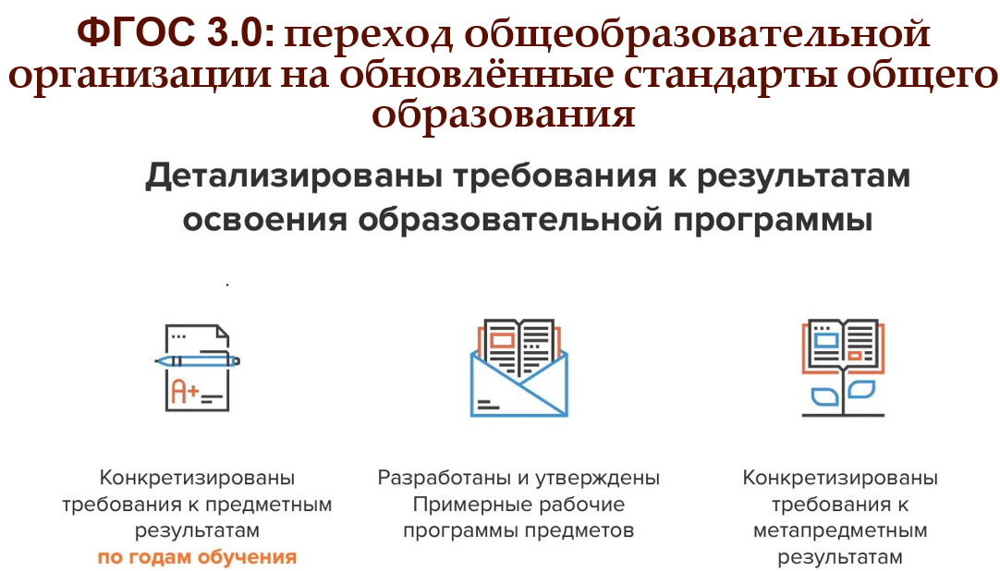 ФГОС 3.0: переход общеобразовательной
организации на обновлённые стандарты общего
образования
Детализированы требования к результатам
освоения образовательной программы
A+
Конкретизированы
требования к предметным
результатам
по годам обучения
Разработаны и утверждены
Примерные рабочие
программы предметов
Конкретизированы
требования к
метапредметным
результатам